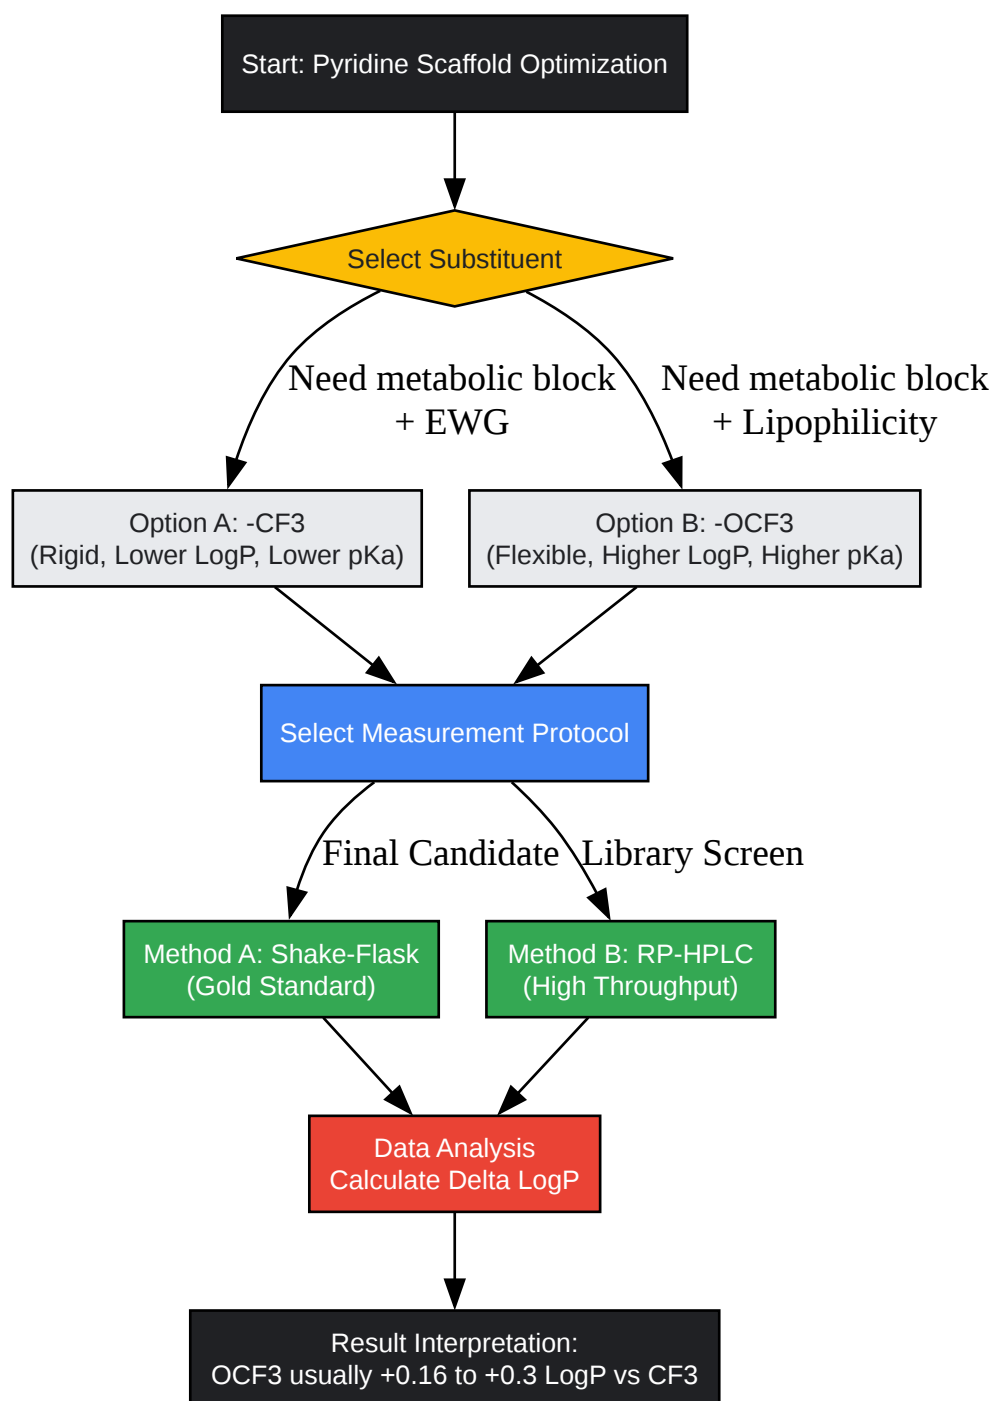 Start: Pyridine Scaffold Optimization
Select Substituent
Need metabolic block
+ EWG
Need metabolic block
+ Lipophilicity
Option A: -CF3
(Rigid, Lower LogP, Lower pKa)
Option B: -OCF3
(Flexible, Higher LogP, Higher pKa)
Select Measurement Protocol
Final Candidate
Library Screen
Method A: Shake-Flask
(Gold Standard)
Method B: RP-HPLC
(High Throughput)
Data Analysis
Calculate Delta LogP
Result Interpretation:
OCF3 usually +0.16 to +0.3 LogP vs CF3